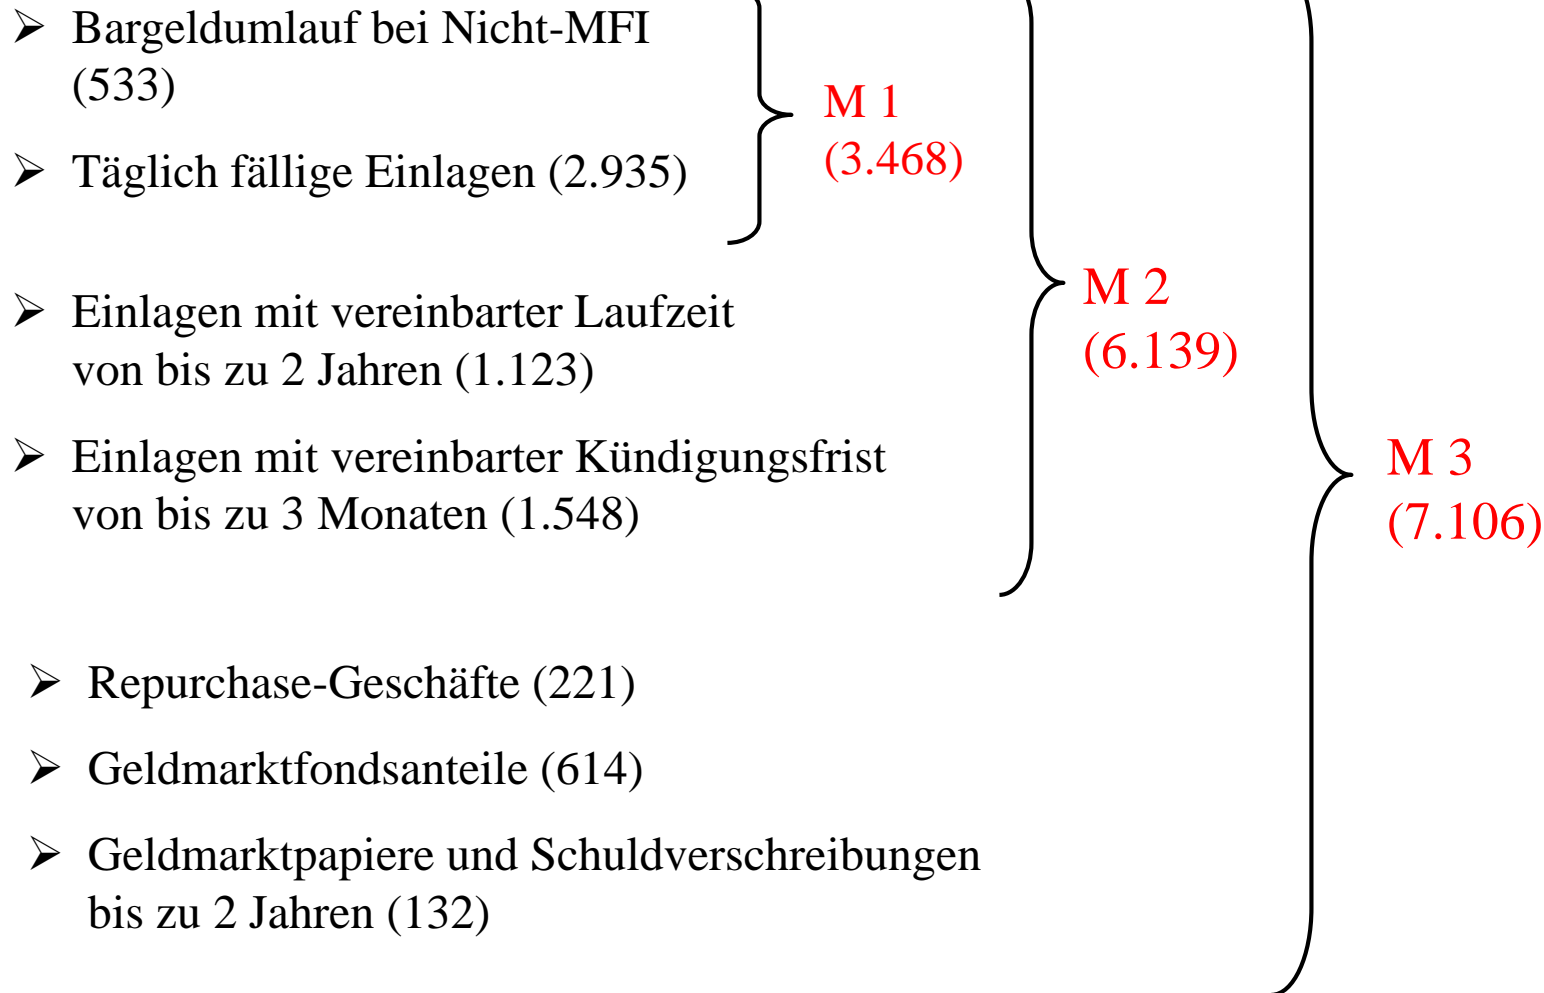 ➢ Bargeldumlauf bei Nicht-MFI
(533)
➢ Täglich fällige Einlagen (2.935)
M 1
(3.468)
➢ Einlagen mit vereinbarter Laufzeit
von bis zu 2 Jahren (1.123)
➢ Einlagen mit vereinbarter Kündigungsfrist
von bis zu 3 Monaten (1.548)
M 2
(6.139)
➢ Repurchase-Geschäfte (221)
➢ Geldmarktfondsanteile (614)
➢ Geldmarktpapiere und Schuldverschreibungen
bis zu 2 Jahren (132)
M 3
(7.106)